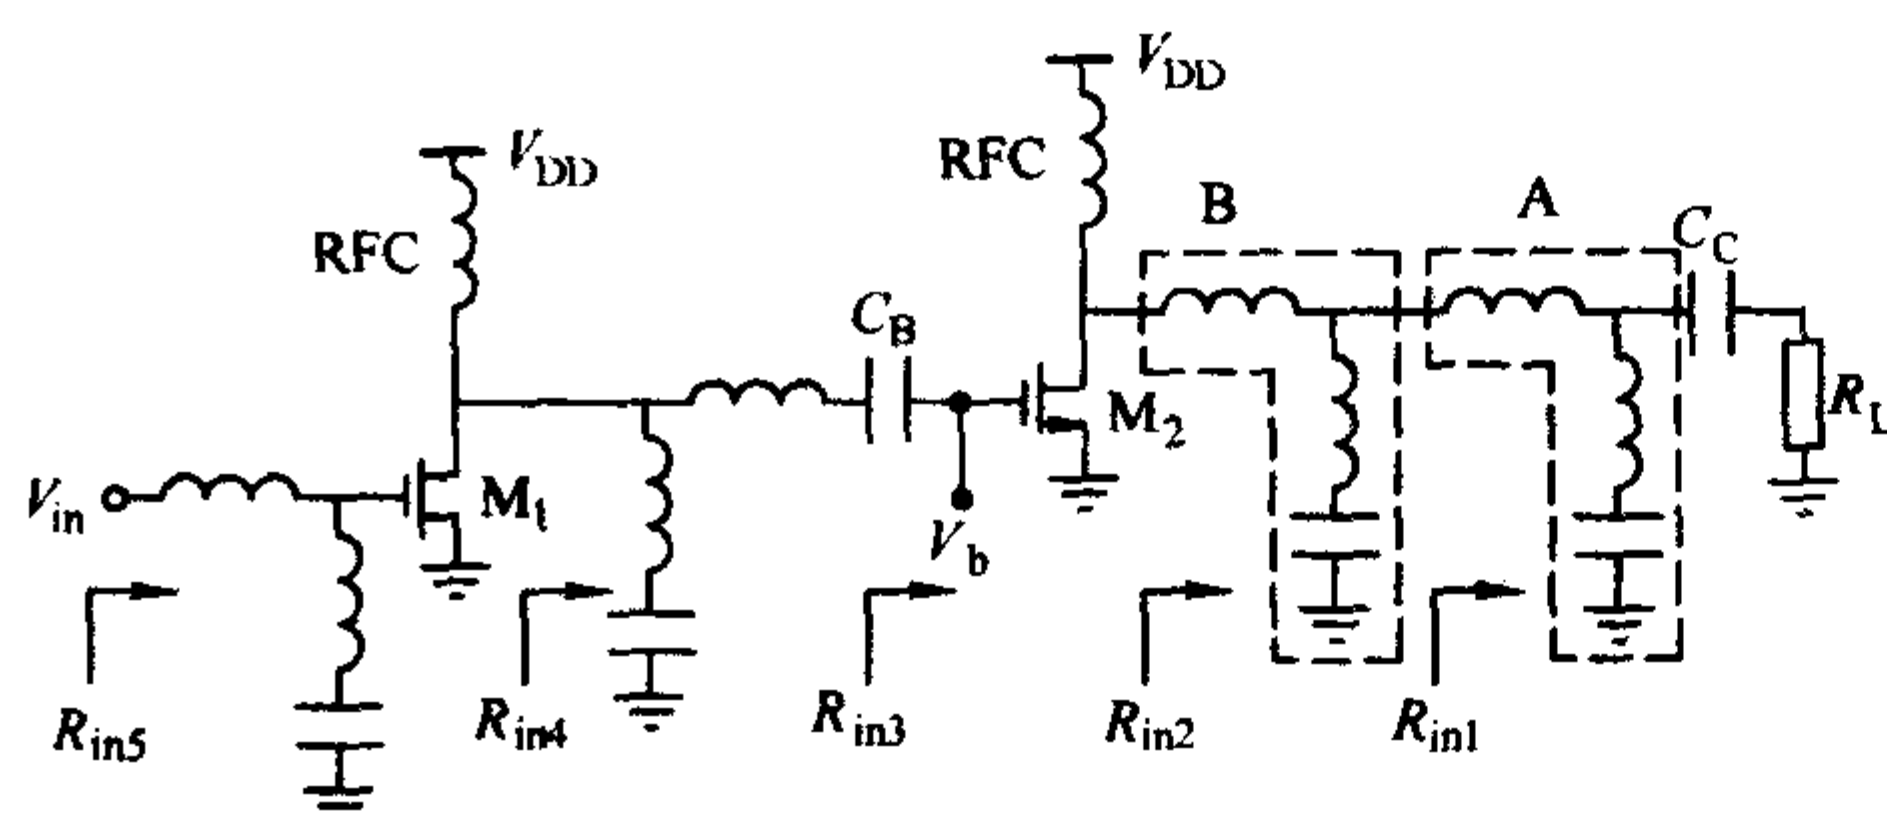 V_DD
V_DD
RFC
RFC
B
A
C_C
C_B
R_L
M_2
V_in
M_1
V_b
R_in5
R_in4
R_in3
R_in2
R_in1